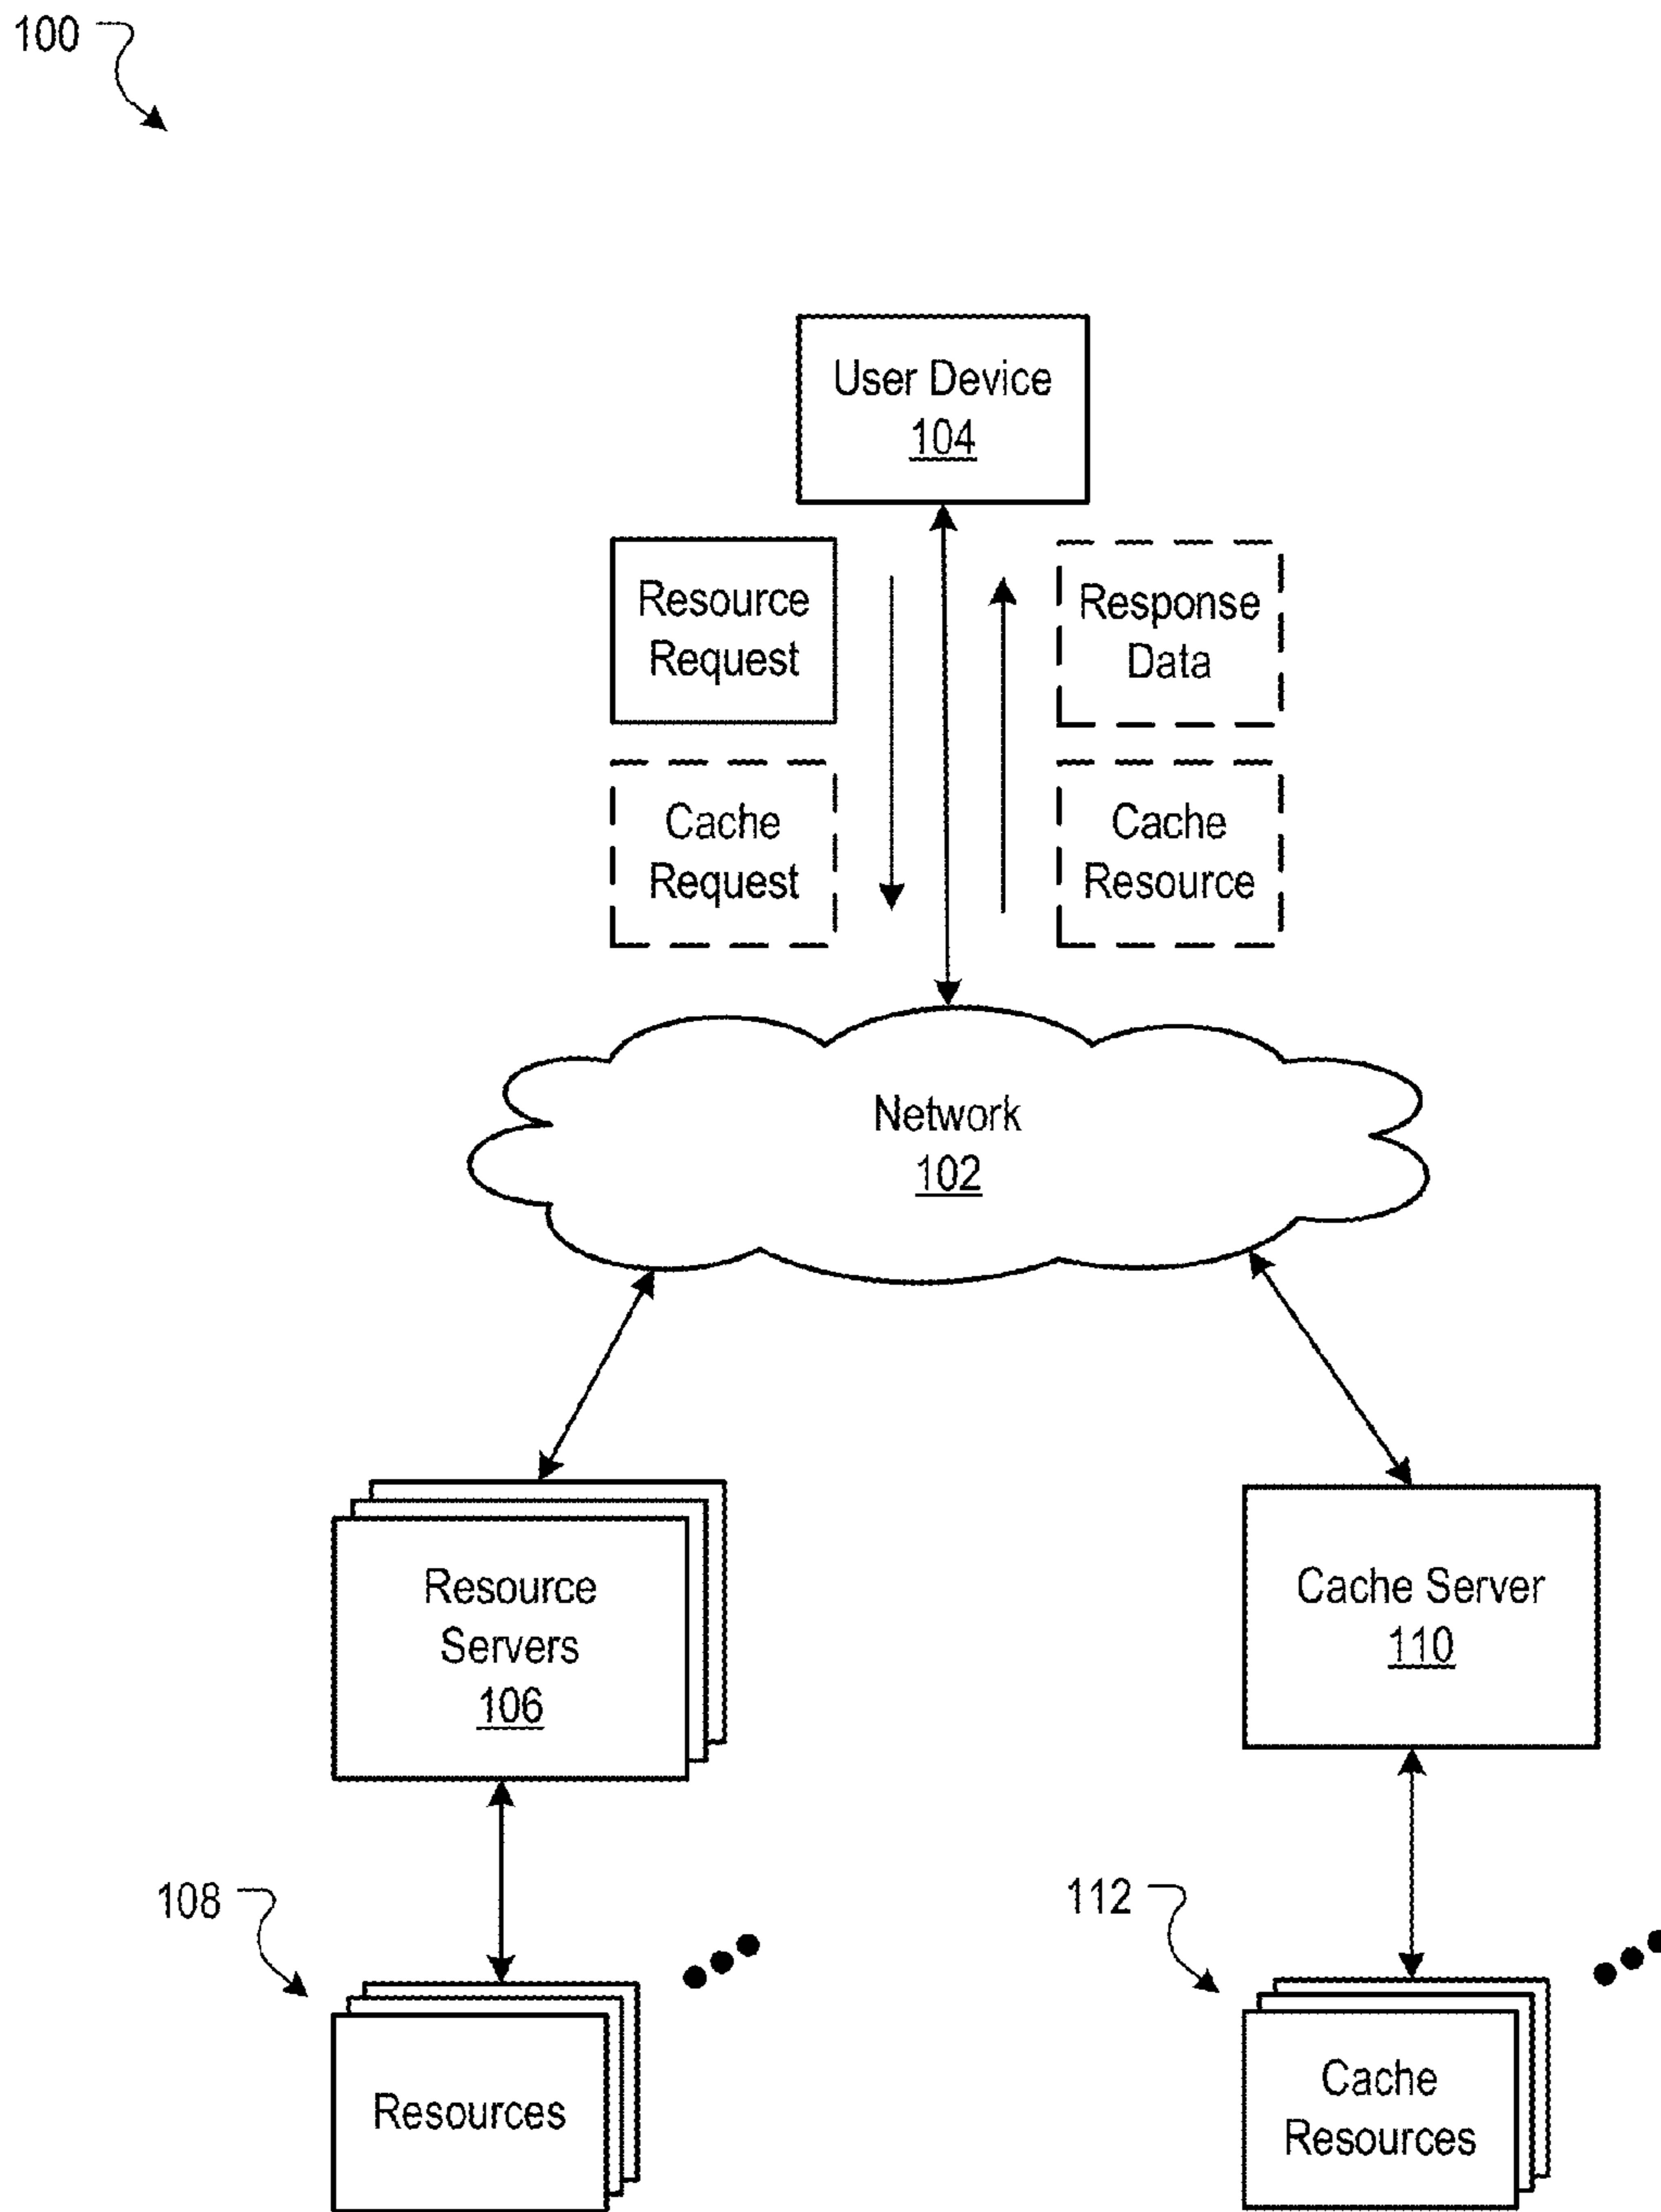 100
User Device
104
Resource
Request
Response
Data
Cache
Request
Cache
Resource
Network
102
Resource
Servers
106
Cache Server
110
108
Resources
112
Cache
Resources